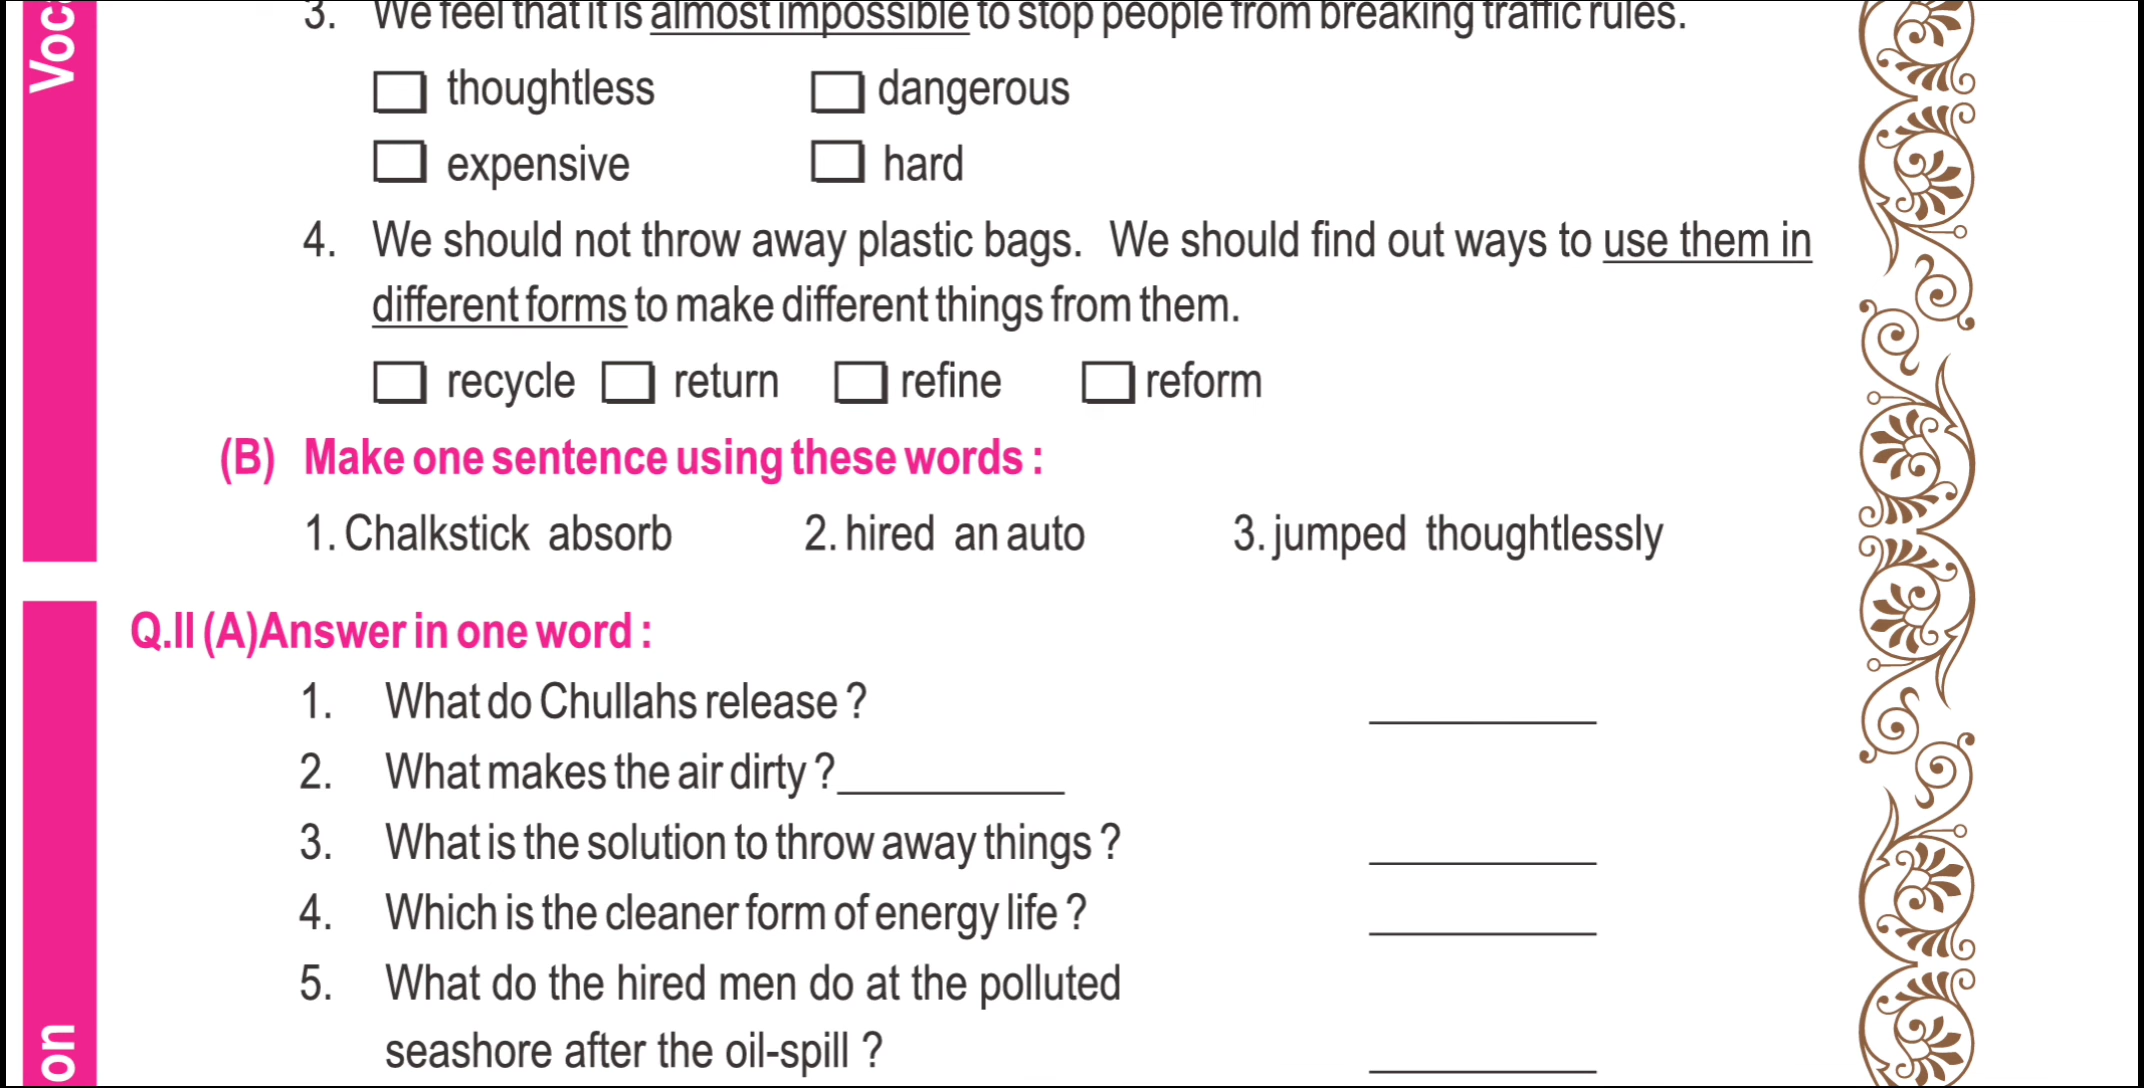 Voc
3. We feel that it is almost impossible to stop people from breaking traffic rules.
thoughtless dangerous
expensive hard
4. We should not throw away plastic bags. We should find out ways to use them in
different forms to make different things from them.
recycle return refine reform
(B) Make one sentence using these words :
1. Chalkstick absorb 2. hired an auto 3. jumped thoughtlessly
Q.II (A) Answer in one word :
1. What do Chullahs release ?
2. What makes the air dirty ?
3. What is the solution to throw away things ?
4. Which is the cleaner form of energy life ?
5. What do the hired men do at the polluted
seashore after the oil-spill ?
on